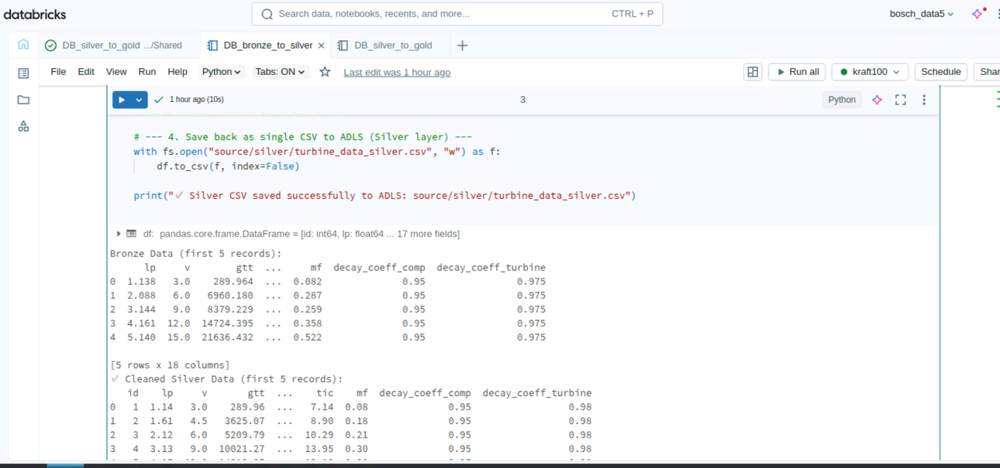 databricks
Search data, notebooks, recents, and more... CTRL + P
bosch_data5
DB_silver_to_gold .../Shared
DB_bronze_to_silver
DB_silver_to_gold
File Edit View Run Help Python Tabs: ON Last edit was 1 hour ago
Run all kraft100 Schedule
1 hour ago (10s) 3 Python
# --- 4. Save back as single CSV to ADLS (Silver layer) ---
with fs.open("source/silver/turbine_data_silver.csv", "w") as f:
df.to_csv(f, index=False)
print("✅ Silver CSV saved successfully to ADLS: source/silver/turbine_data_silver.csv")
df: pandas.core.frame.DataFrame = [id: int64, lp: float64 ... 17 more fields]
Bronze Data (first 5 records):
lp v gtt ... mf decay_coeff_comp decay_coeff_turbine
0 1.138 3.0 289.964 ... 0.082 0.95 0.975
1 2.088 6.0 6960.180 ... 0.287 0.95 0.975
2 3.144 9.0 8379.229 ... 0.259 0.95 0.975
3 4.161 12.0 14724.395 ... 0.358 0.95 0.975
4 5.140 15.0 21636.432 ... 0.522 0.95 0.975
[5 rows x 18 columns]
✅ Cleaned Silver Data (first 5 records):
id lp v gtt ... tic mf decay_coeff_comp decay_coeff_turbine
0 1 1.14 3.0 289.96 ... 7.14 0.08 0.95 0.98
1 2 1.61 4.5 3625.07 ... 8.90 0.18 0.95 0.98
2 3 2.12 6.0 5209.79 ... 10.29 0.21 0.95 0.98
3 4 3.13 9.0 10021.27 ... 13.95 0.30 0.95 0.98